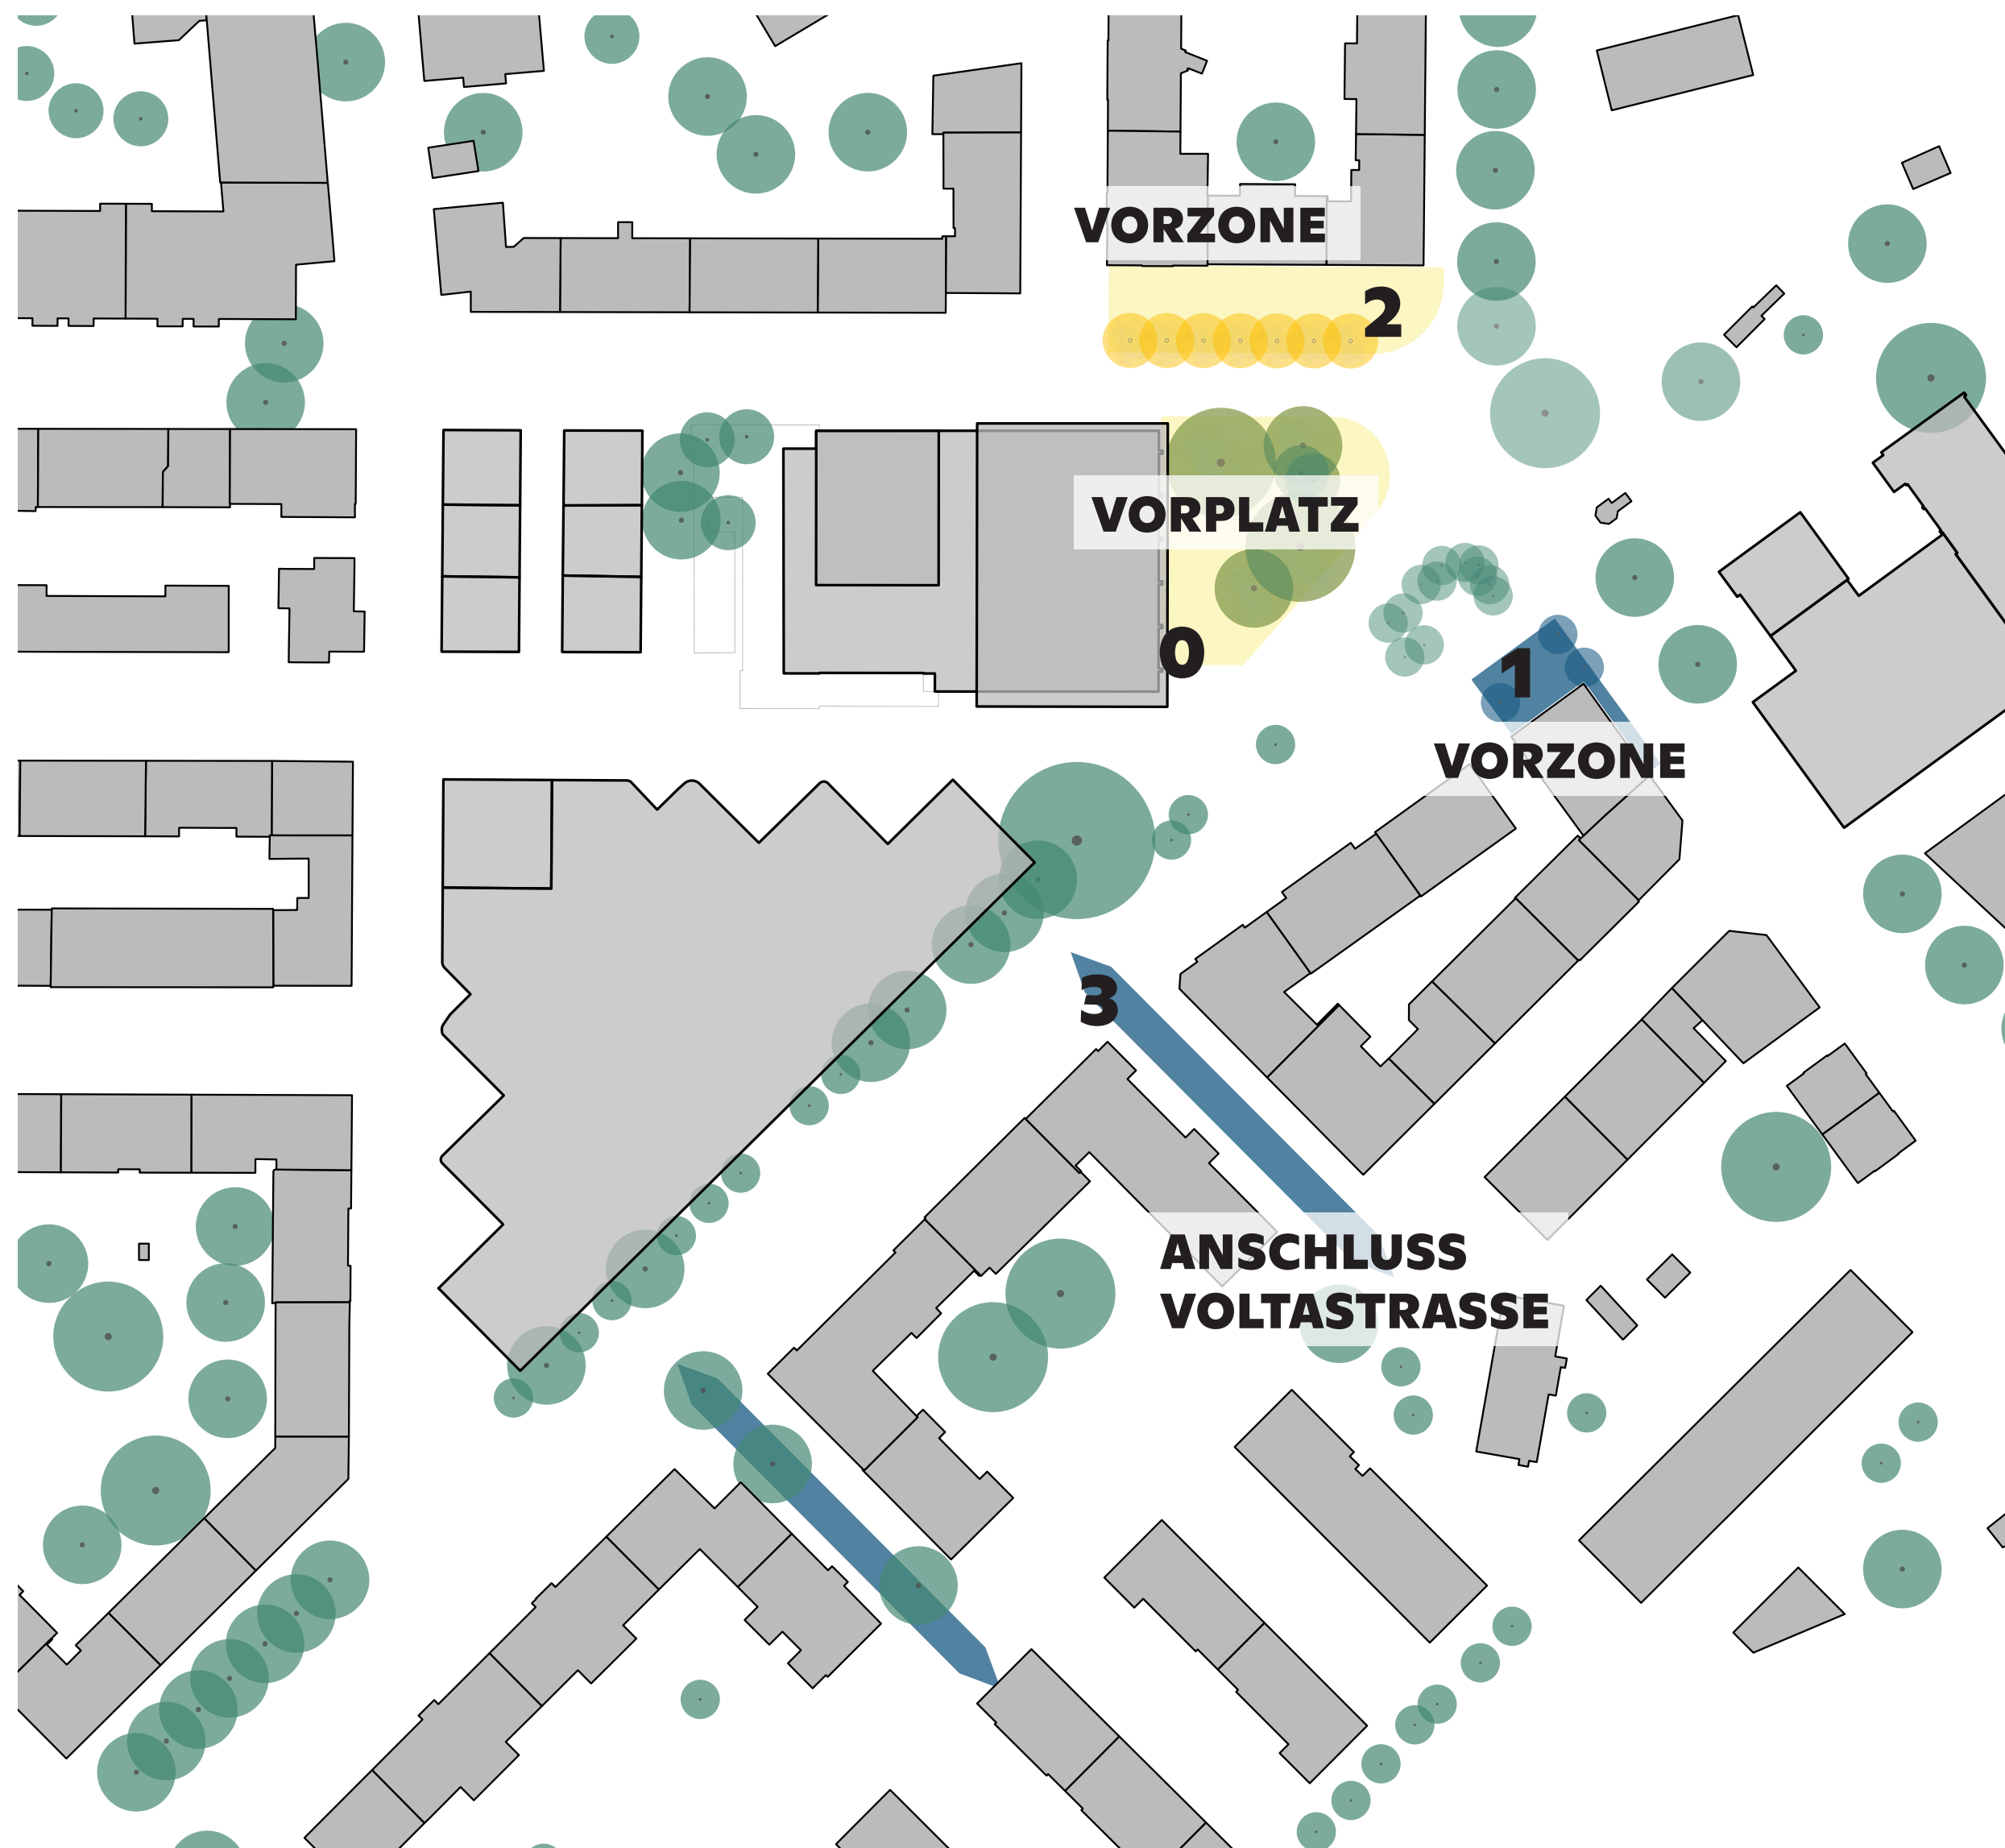 VORZONE
2
VORPLATZ
0
1
VORZONE
3
ANSCHLUSS
VOLTASTRASSE